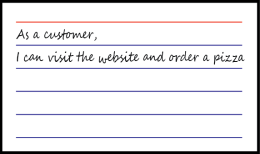 As a customer,
I can visit the website and order a pizza